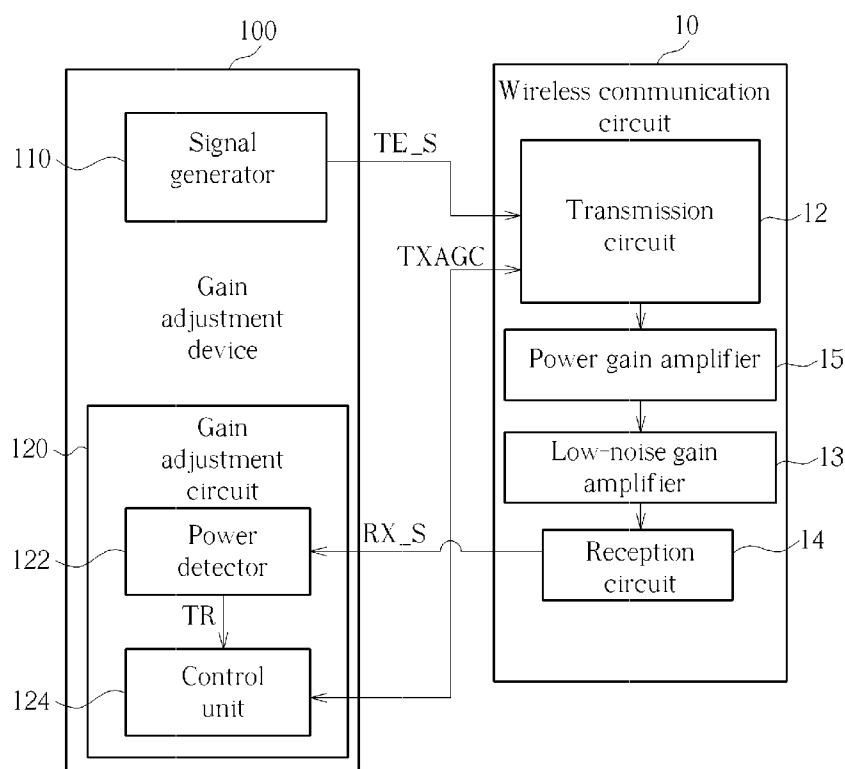 100
10
Wireless communication
circuit
110
Signal
generator
TE_S
Transmission
circuit
12
TXAGC
Gain
adjustment
device
Power gain amplifier
15
120
Gain
adjustment
circuit
Low-noise gain
amplifier
13
122
Power
detector
RX_S
Reception
circuit
14
TR
124
Control
unit